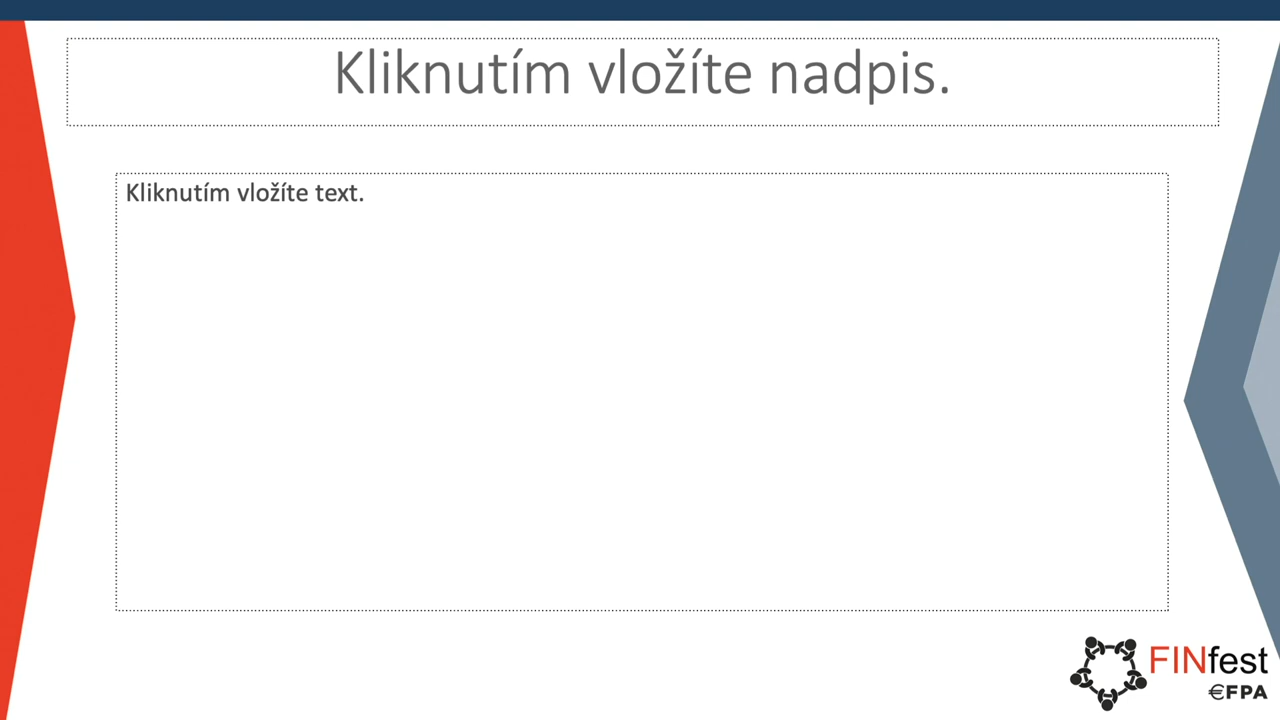 Kliknutím vložíte nadpis.
Kliknutím vložíte text.
FINfest
€FPA